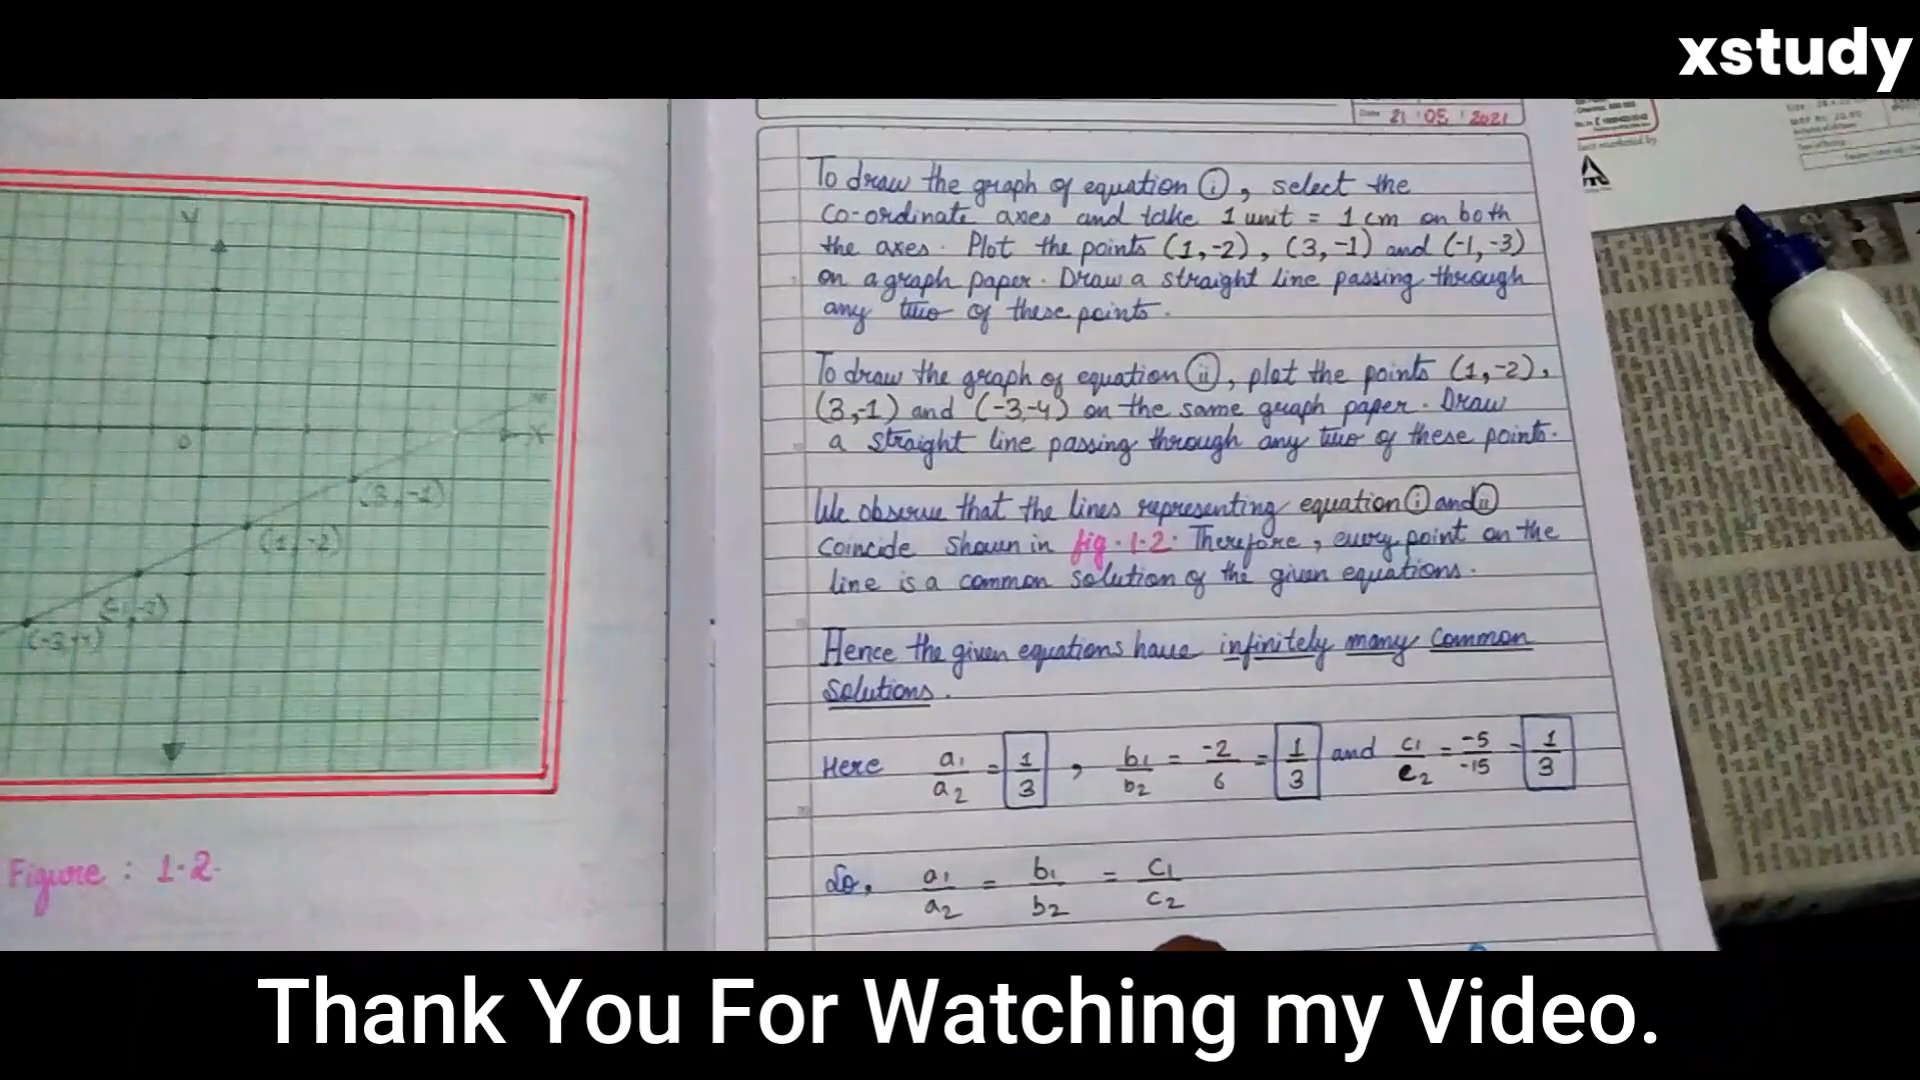 xstudy
Date 21 05 2021
To draw the graph of equation (i), select the
co-ordinate axes and take 1 unit = 1 cm on both
the axes. Plot the points (1,-2), (3,-1) and (-1,-3)
on a graph paper. Draw a straight line passing through
any two of these points.
To draw the graph of equation (ii), plot the points (1,-2),
(3,-1) and (-3-4) on the same graph paper. Draw
a straight line passing through any two of these points.
We observe that the lines representing equation (i) and (ii)
coincide shown in fig. 1.2. Therefore, every point on the
line is a common solution of the given equations.
Hence the given equations have infinitely many common
solutions.
Here a1/a2 = 1/3, b1/b2 = -2/6 = 1/3 and c1/c2 = -5/-15 = 1/3
So, a1/a2 = b1/b2 = c1/c2
Y
O
X
(3,-1)
(1,-2)
(-1,-3)
(-3,-4)
Figure : 1.2.
Thank You For Watching my Video.